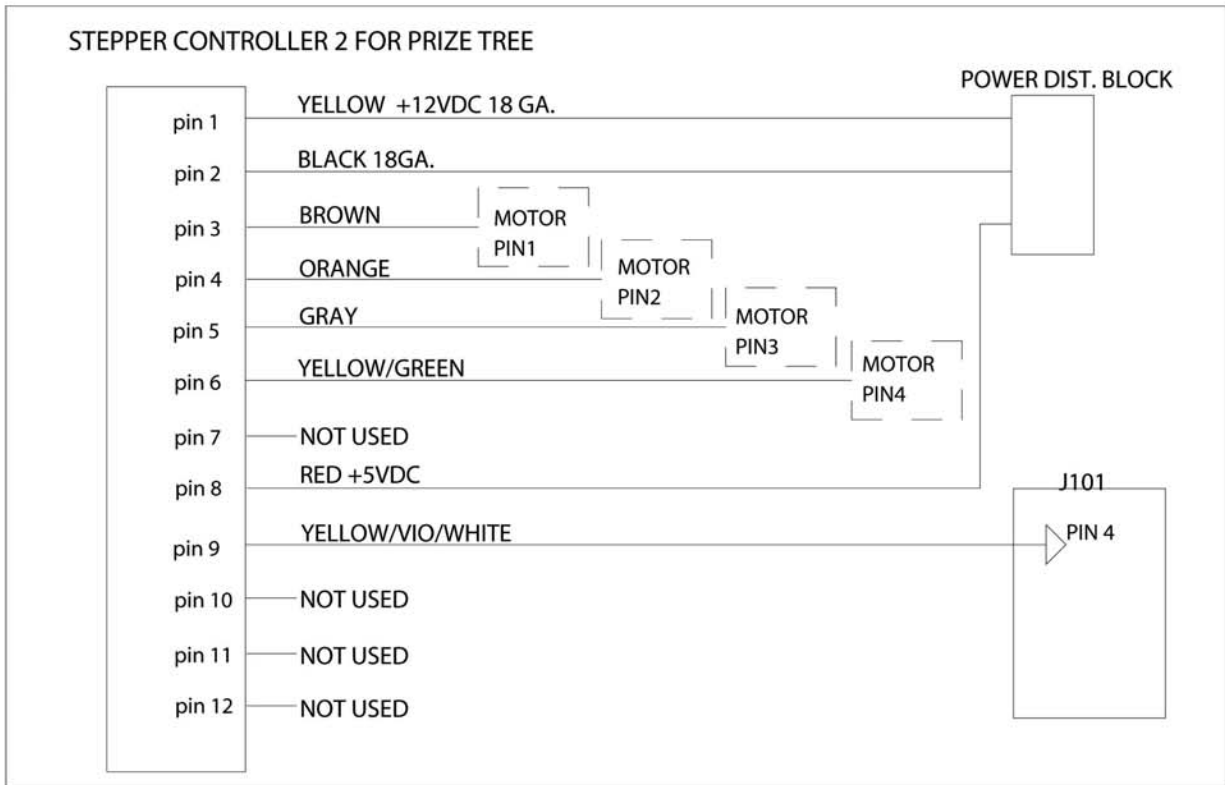 STEPPER CONTROLLER 2 FOR PRIZE TREE
POWER DIST. BLOCK
pin 1
YELLOW +12VDC 18 GA.
pin 2
BLACK 18GA.
pin 3
BROWN
MOTOR
PIN1
pin 4
ORANGE
MOTOR
PIN2
pin 5
GRAY
MOTOR
PIN3
pin 6
YELLOW/GREEN
MOTOR
PIN4
pin 7
NOT USED
pin 8
RED +5VDC
J101
pin 9
YELLOW/VIO/WHITE
PIN 4
pin 10
NOT USED
pin 11
NOT USED
pin 12
NOT USED